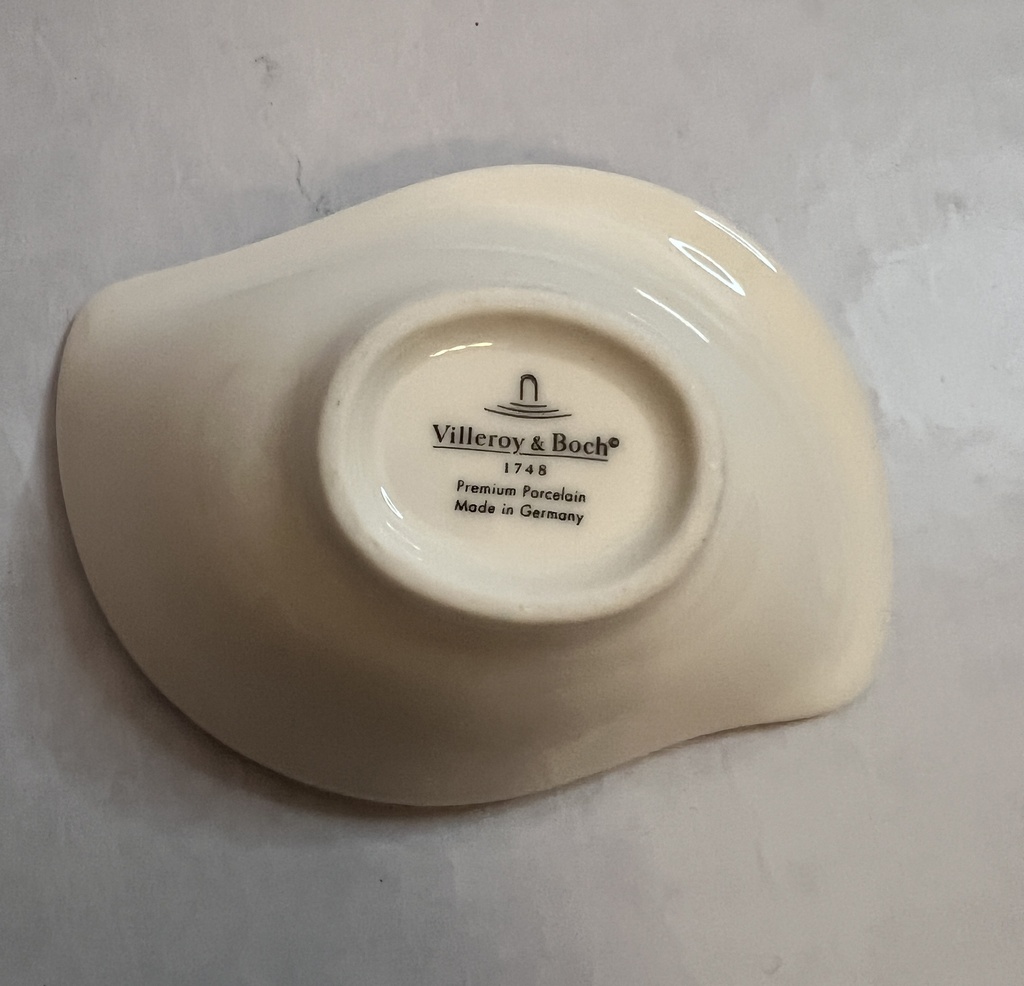 Villeroy & Boch©
1748
Premium Porcelain
Made in Germany